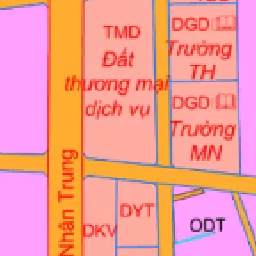 TMD
Đất
thương mại
dịch vụ
DGD
Trường
TH
DGD
Trường
MN
Nhân Trung
DKV
DYT
ODT